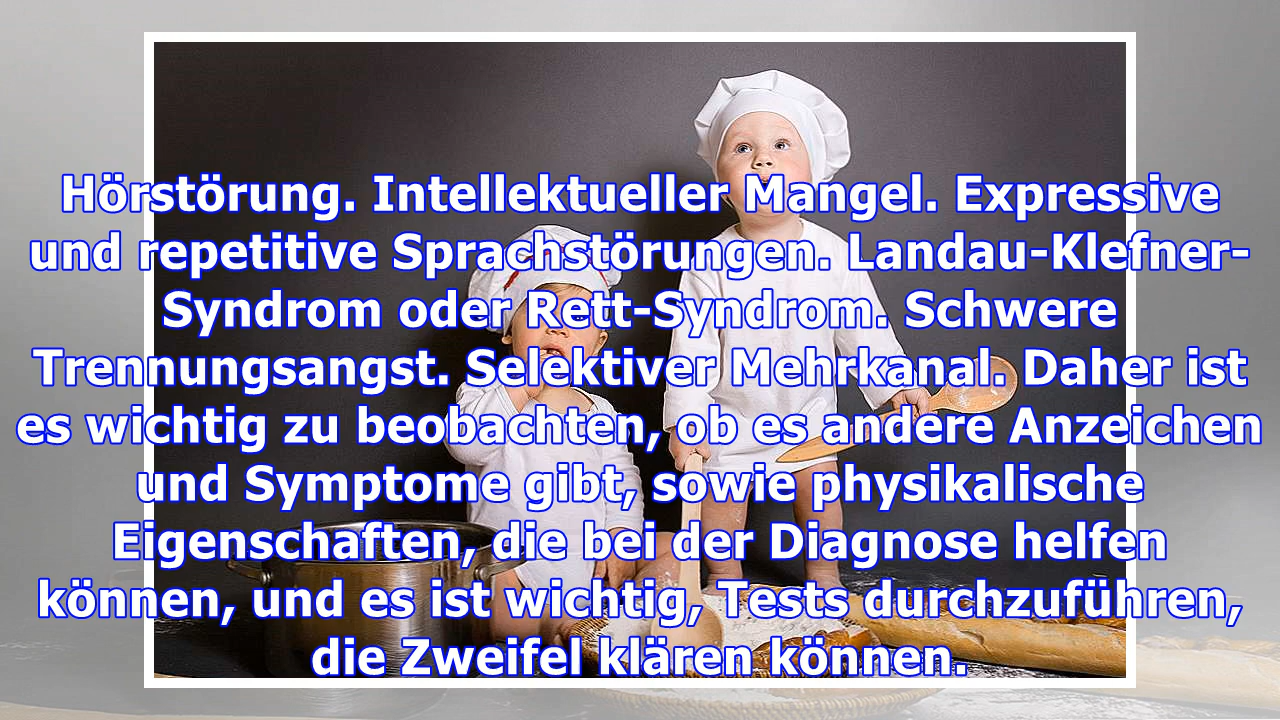 Hörstörung. Intellektueller Mangel. Expressive
und repetitive Sprachstörungen. Landau-Klefner-
Syndrom oder Rett-Syndrom. Schwere
Trennungsangst. Selektiver Mehrkanal. Daher ist
es wichtig zu beobachten, ob es andere Anzeichen
und Symptome gibt, sowie physikalische
Eigenschaften, die bei der Diagnose helfen
können, und es ist wichtig, Tests durchzuführen,
die Zweifel klären können.